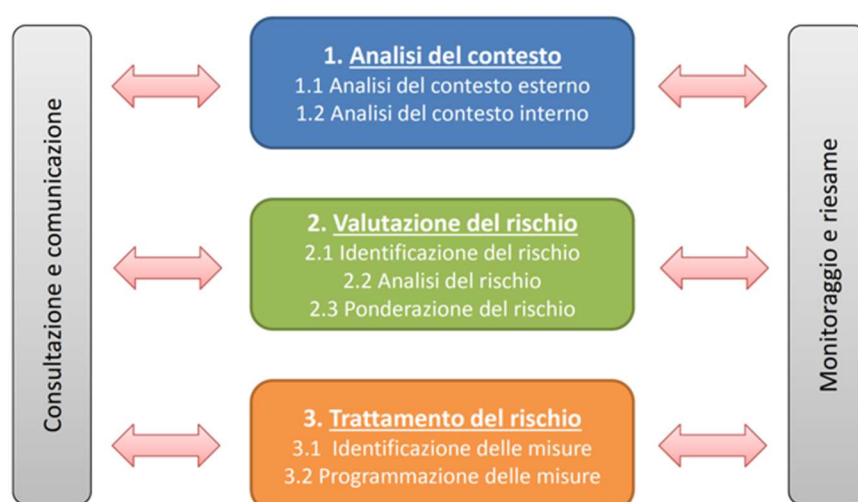 Consultazione e comunicazione
1. Analisi del contesto
1.1 Analisi del contesto esterno
1.2 Analisi del contesto interno
2. Valutazione del rischio
2.1 Identificazione del rischio
2.2 Analisi del rischio
2.3 Ponderazione del rischio
3. Trattamento del rischio
3.1 Identificazione delle misure
3.2 Programmazione delle misure
Monitoraggio e riesame